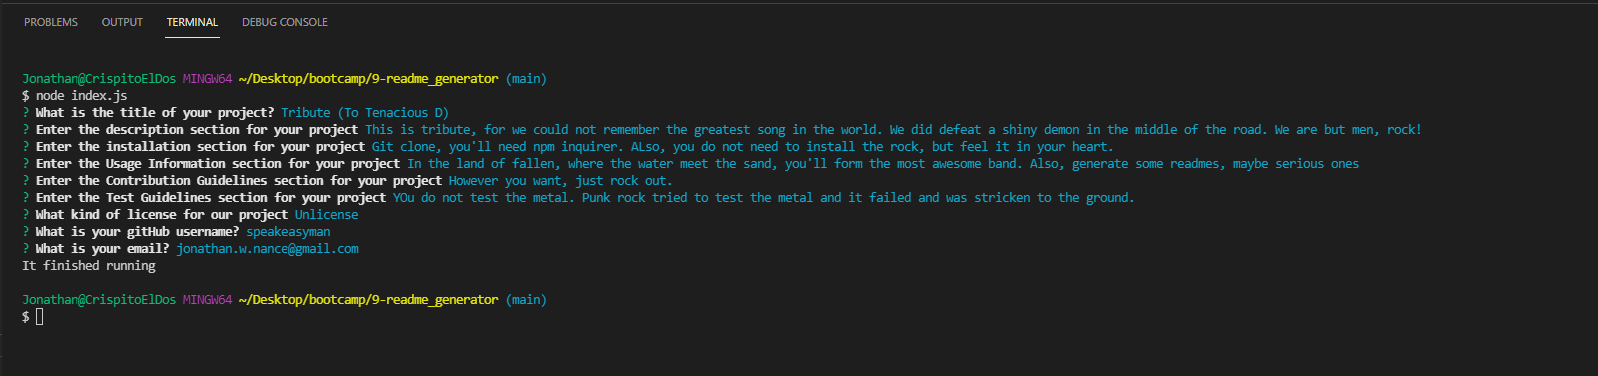 PROBLEMS OUTPUT TERMINAL DEBUG CONSOLE
Jonathan@CrispitoElDos MINGW64 ~/Desktop/bootcamp/9-readme_generator (main)
$ node index.js
? What is the title of your project? Tribute (To Tenacious D)
? Enter the description section for your project This is tribute, for we could not remember the greatest song in the world. We did defeat a shiny demon in the middle of the road. We are but men, rock!
? Enter the installation section for your project Git clone, you'll need npm inquirer. ALso, you do not need to install the rock, but feel it in your heart.
? Enter the Usage Information section for your project In the land of fallen, where the water meet the sand, you'll form the most awesome band. Also, generate some readmes, maybe serious ones
? Enter the Contribution Guidelines section for your project However you want, just rock out.
? Enter the Test Guidelines section for your project YOu do not test the metal. Punk rock tried to test the metal and it failed and was stricken to the ground.
? What kind of license for our project Unlicense
? What is your gitHub username? speakeasyman
? What is your email? jonathan.w.nance@gmail.com
It finished running
Jonathan@CrispitoElDos MINGW64 ~/Desktop/bootcamp/9-readme_generator (main)
$